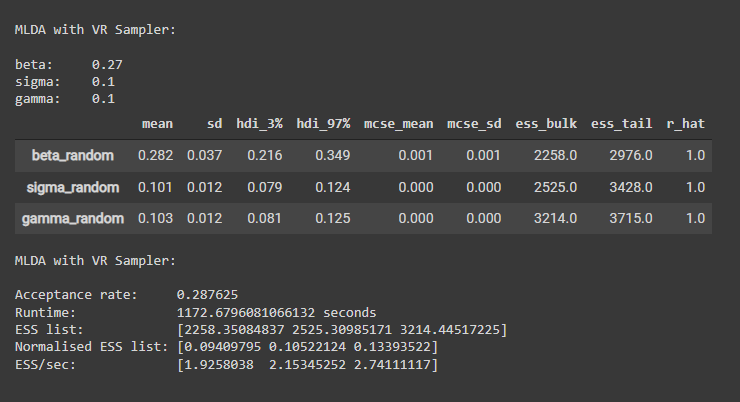 MLDA with VR Sampler:
beta: 0.27
sigma: 0.1
gamma: 0.1
mean sd hdi_3% hdi_97% mcse_mean mcse_sd ess_bulk ess_tail r_hat
beta_random 0.282 0.037 0.216 0.349 0.001 0.001 2258.0 2976.0 1.0
sigma_random 0.101 0.012 0.079 0.124 0.000 0.000 2525.0 3428.0 1.0
gamma_random 0.103 0.012 0.081 0.125 0.000 0.000 3214.0 3715.0 1.0
MLDA with VR Sampler:
Acceptance rate: 0.287625
Runtime: 1172.6796081066132 seconds
ESS list: [2258.35084837 2525.30985171 3214.44517225]
Normalised ESS list: [0.09409795 0.10522124 0.13393522]
ESS/sec: [1.9258038 2.15345252 2.74111117]